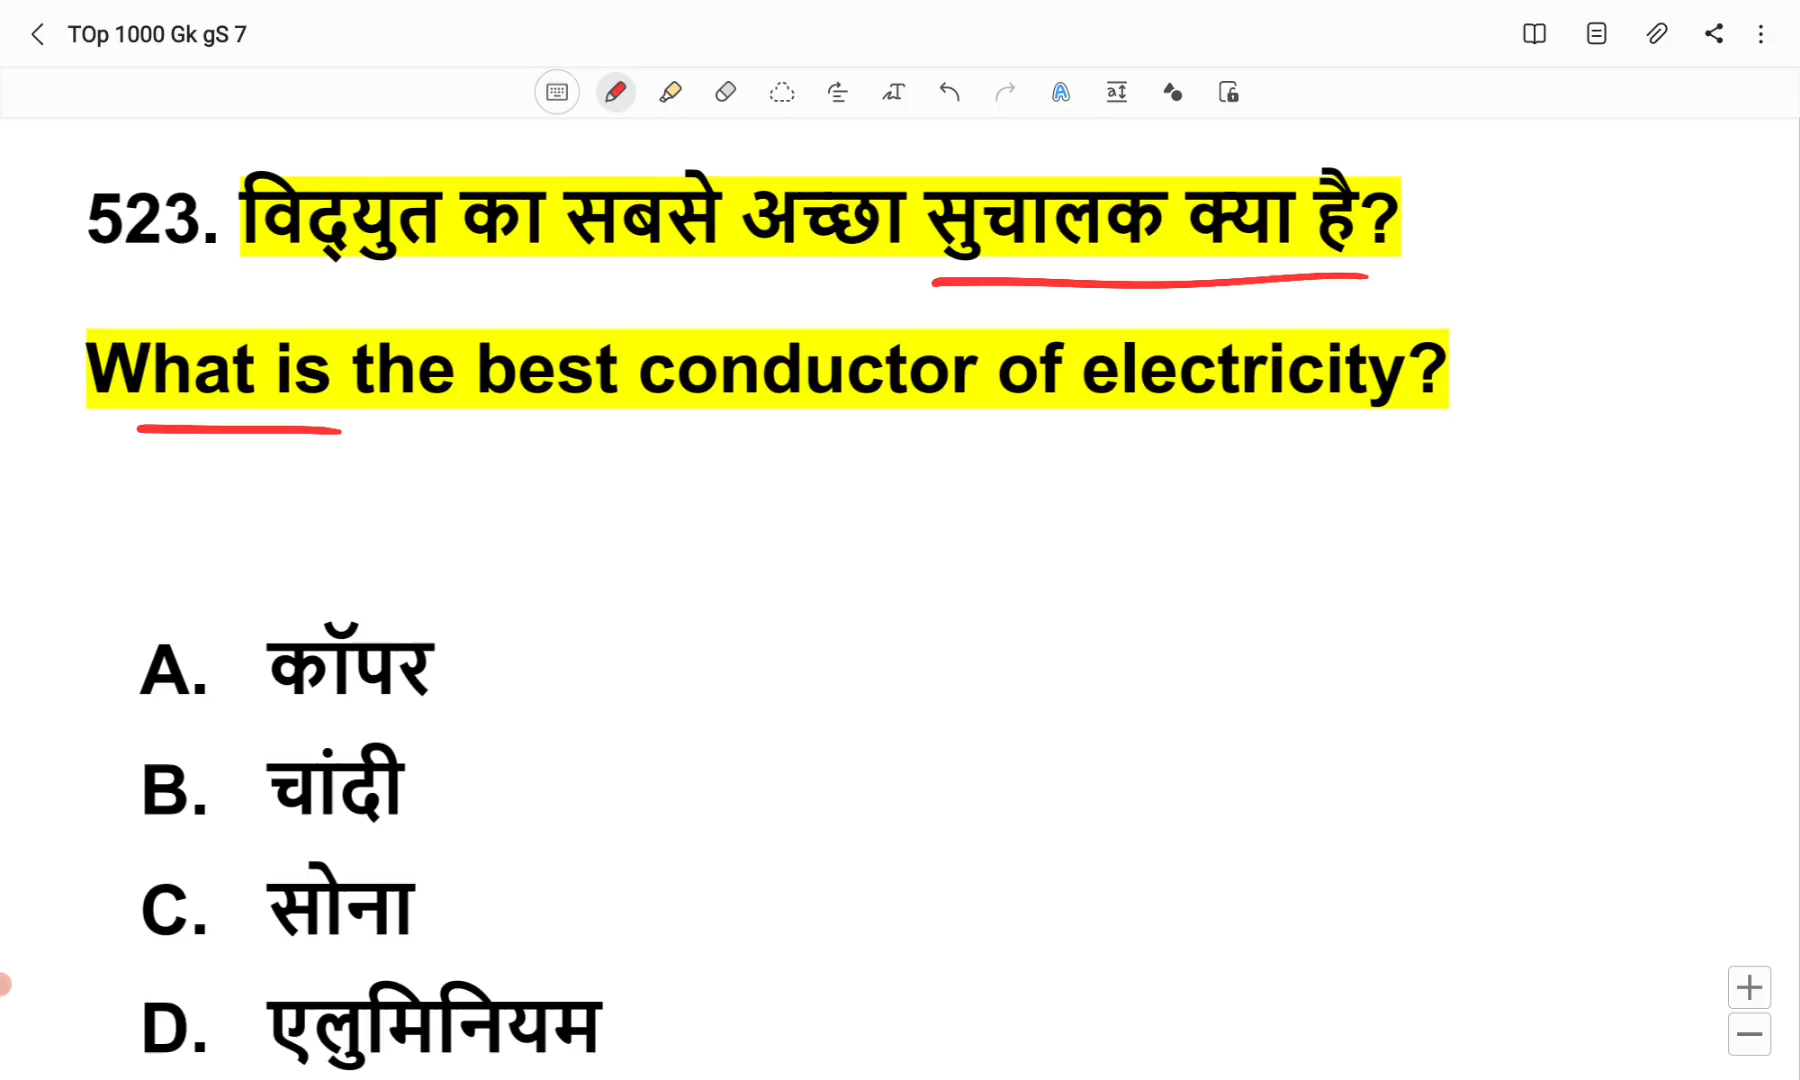 TOp 1000 Gk gS 7
523. विद्युत का सबसे अच्छा सुचालक क्या है?
What is the best conductor of electricity?
A. कॉपर
B. चांदी
C. सोना
D. एलुमिनियम